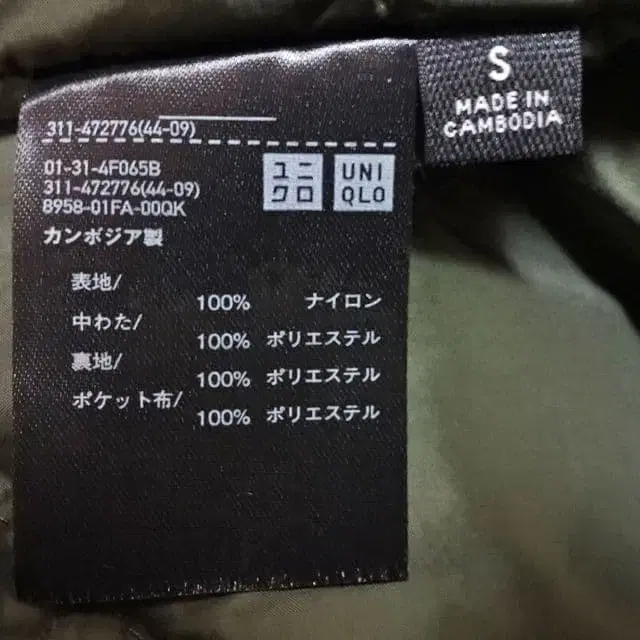 S
MADE IN
CAMBODIA
311-472776(44-09)
01-31-4F065B
311-472776(44-09)
8958-01FA-00QK
ユニ
クロ
UNI
QLO
カンボジア製
表地/
100% ナイロン
中わた/
100% ポリエステル
裏地/
100% ポリエステル
ポケット布/
100% ポリエステル